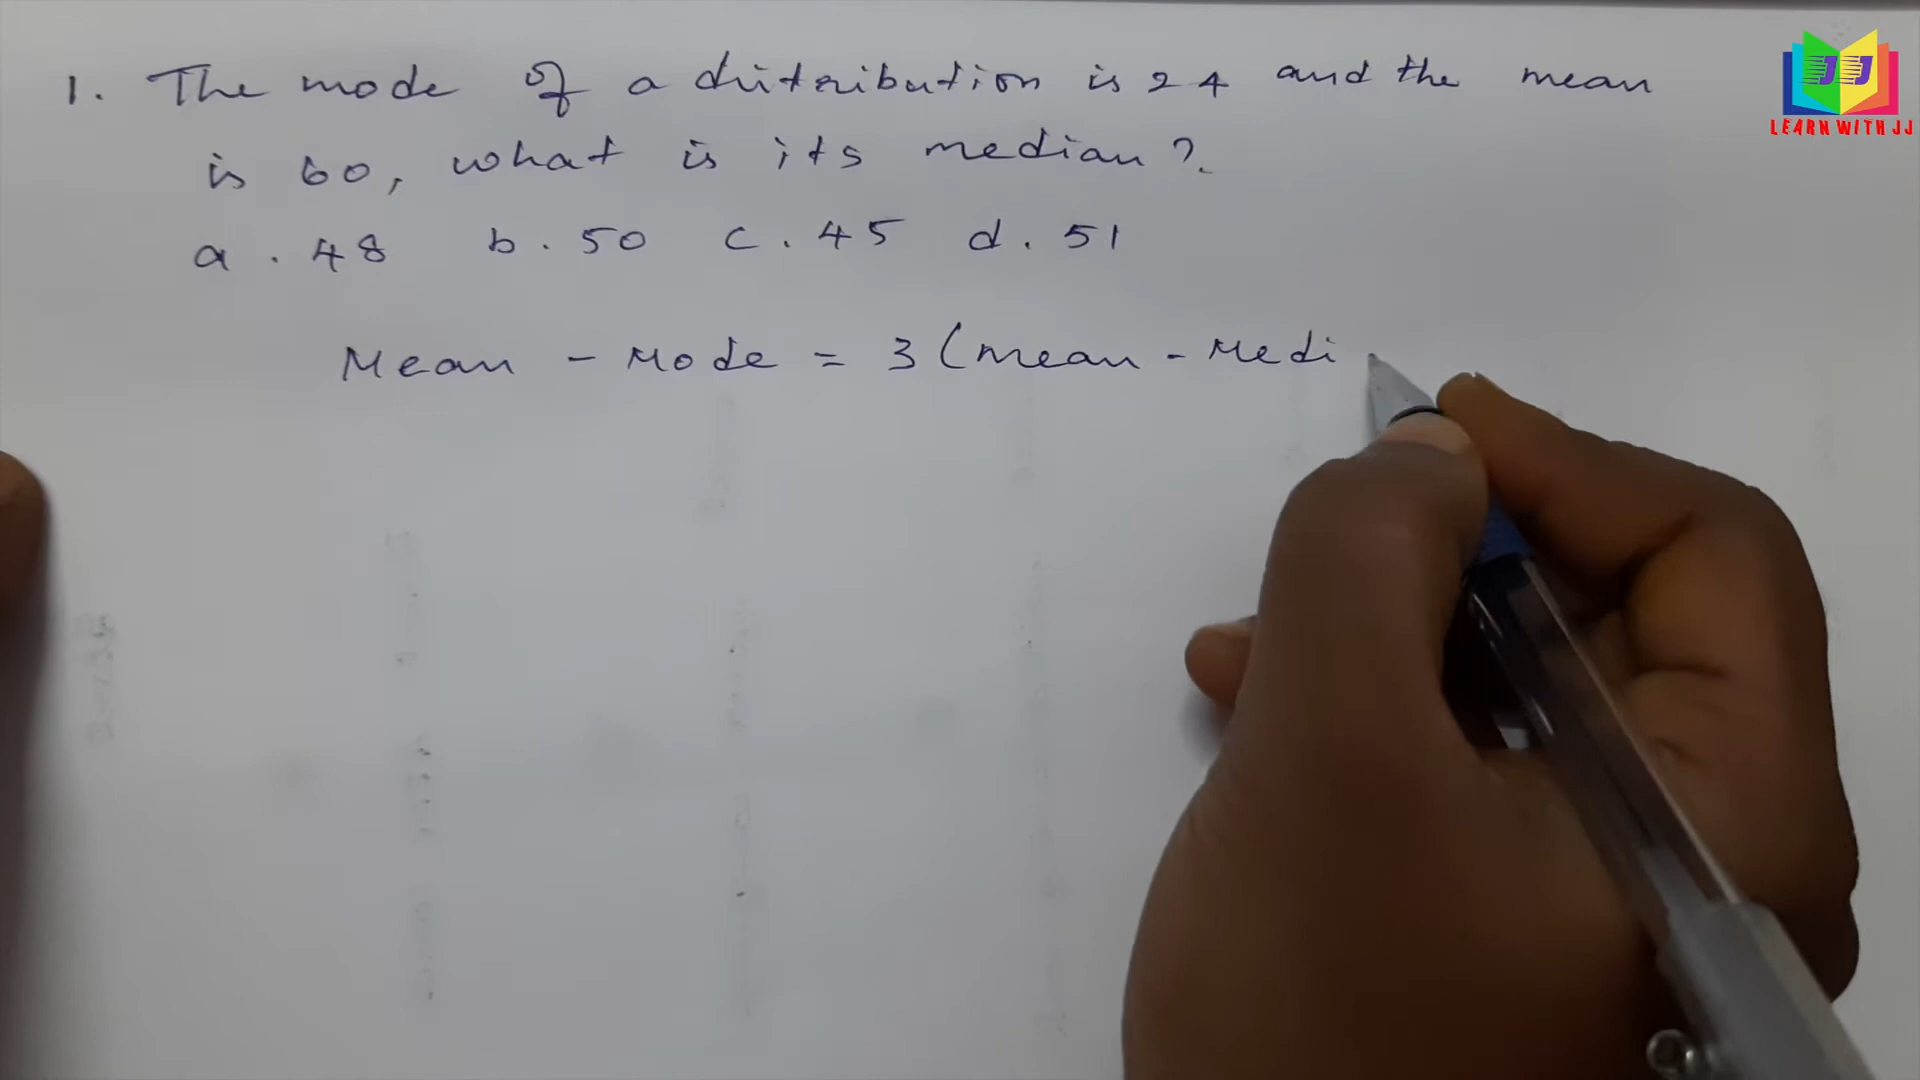 1. The mode of a distribution is 24 and the mean
is 60, what is its median?
a. 48 b. 50 c. 45 d. 51
Mean - Mode = 3 (Mean - Medi
JJ
LEARN WITH JJ